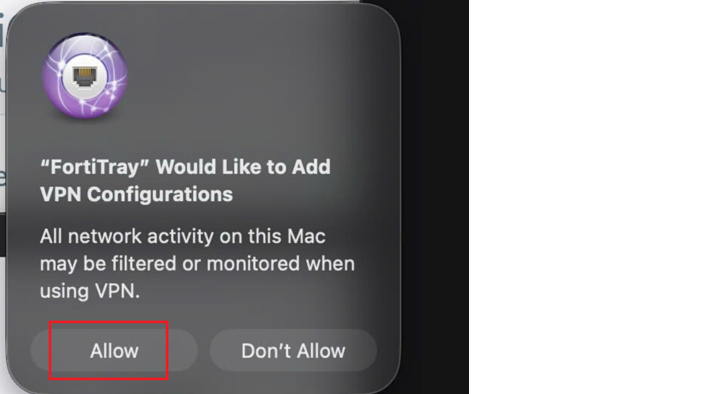 “FortiTray” Would Like to Add
VPN Configurations
All network activity on this Mac
may be filtered or monitored when
using VPN.
Allow
Don’t Allow